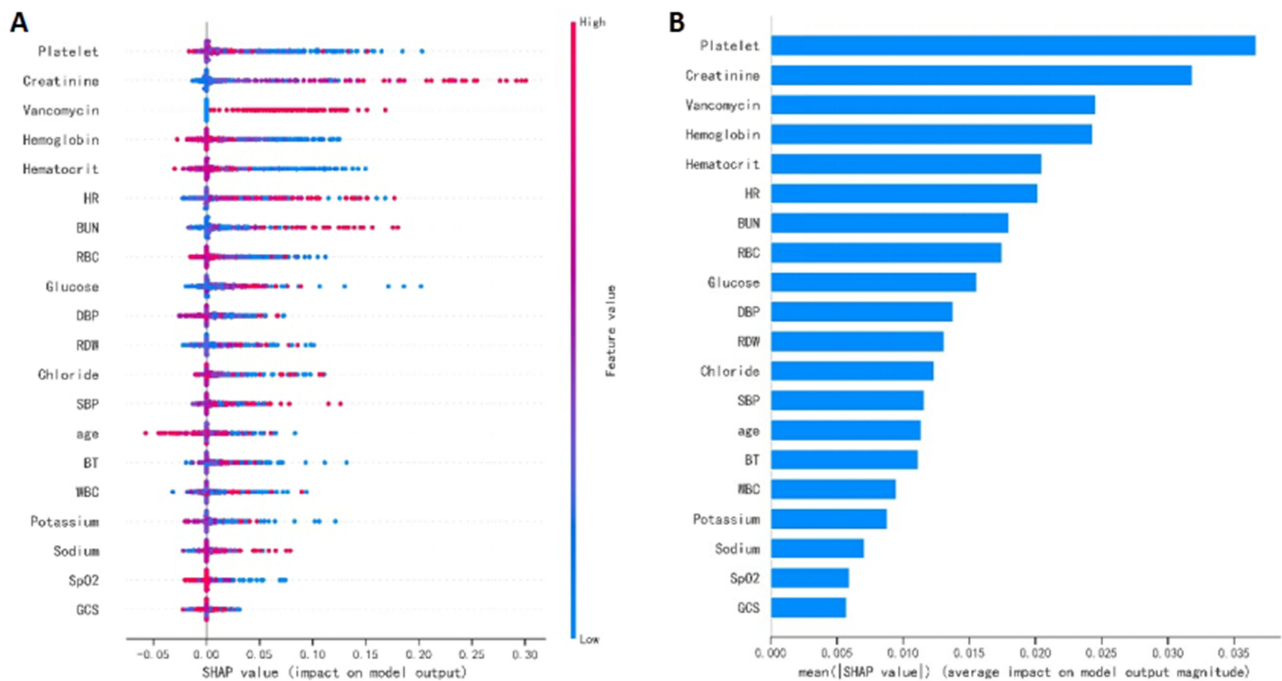 A
Platelet
Creatinine
Vancomycin
Hemoglobin
Hematocrit
HR
BUN
RBC
Glucose
DBP
RDW
Chloride
SBP
age
BT
WBC
Potassium
Sodium
SpO2
GCS
-0.05 0.00 0.05 0.10 0.15 0.20 0.25 0.30
SHAP value (impact on model output)
High
Feature value
Low
B
Platelet
Creatinine
Vancomycin
Hemoglobin
Hematocrit
HR
BUN
RBC
Glucose
DBP
RDW
Chloride
SBP
age
BT
WBC
Potassium
Sodium
SpO2
GCS
0.000 0.005 0.010 0.015 0.020 0.025 0.030 0.035
mean(|SHAP value|) (average impact on model output magnitude)